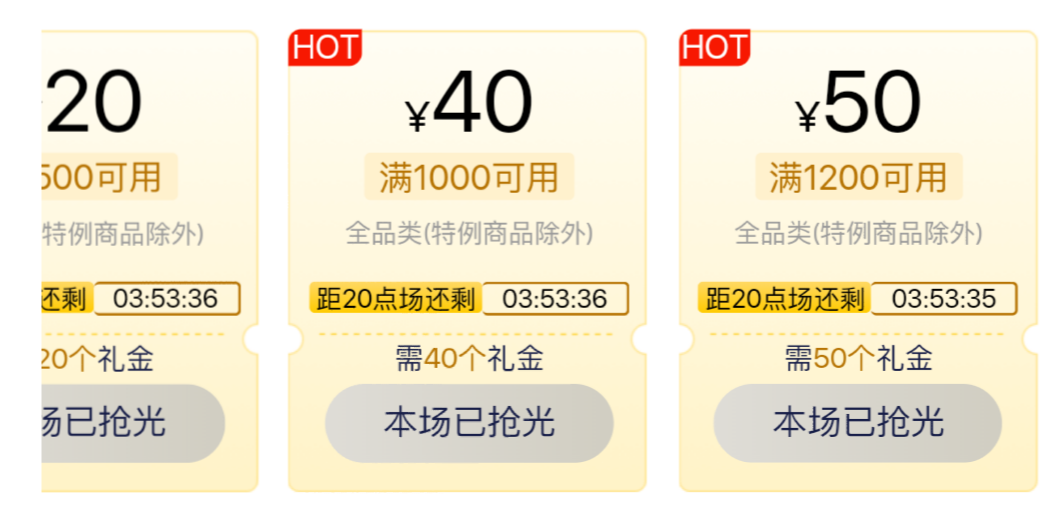 20
500可用
特例商品除外)
还剩 03:53:36
20个礼金
场已抢光
HOT
¥40
满1000可用
全品类(特例商品除外)
距20点场还剩 03:53:36
需40个礼金
本场已抢光
HOT
¥50
满1200可用
全品类(特例商品除外)
距20点场还剩 03:53:35
需50个礼金
本场已抢光